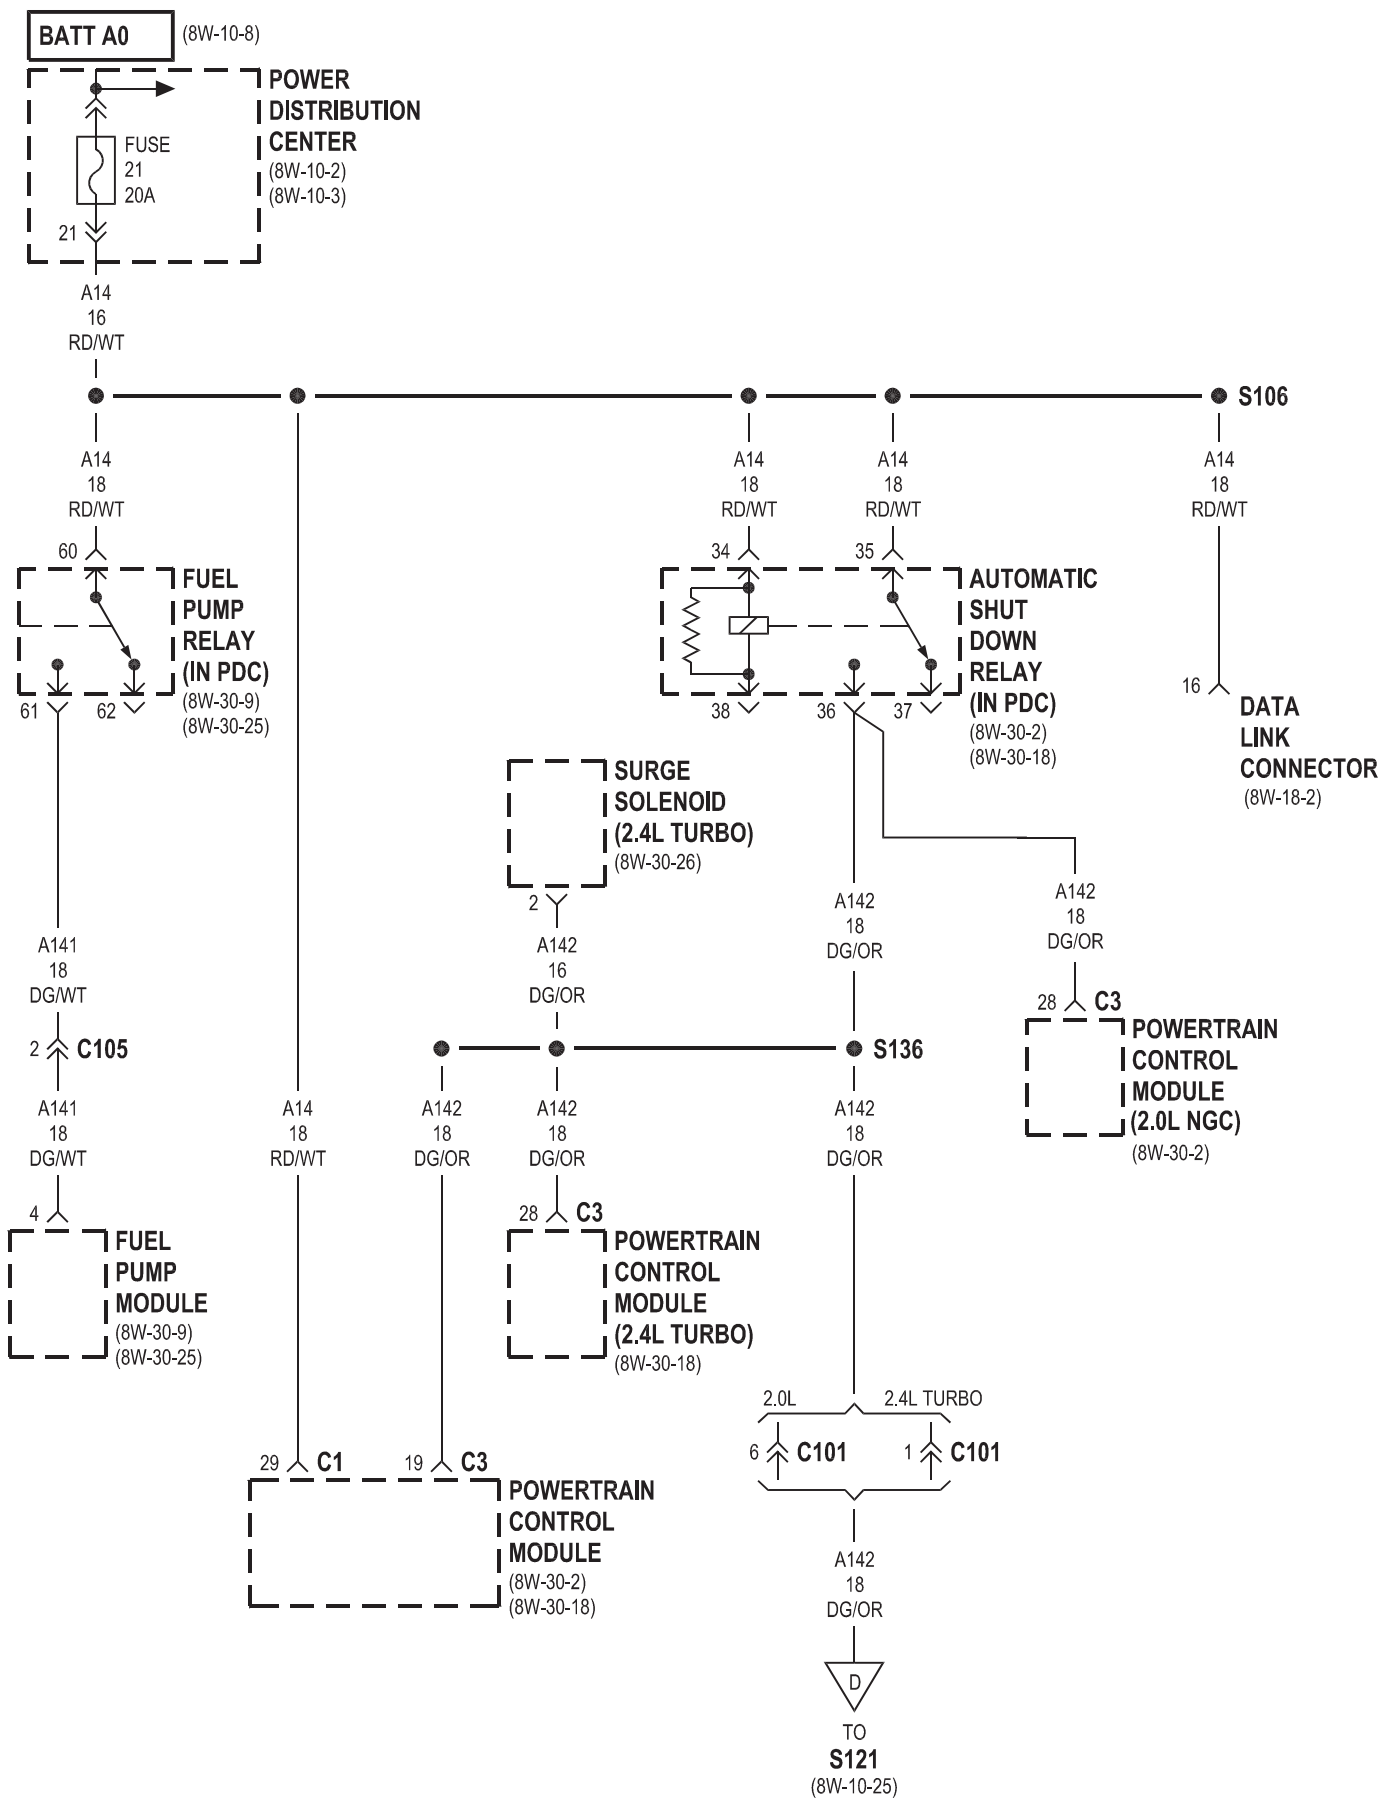 BATT A0
(8W-10-8)
POWER
DISTRIBUTION
CENTER
(8W-10-2)
(8W-10-3)
FUSE
21
20A
21
A14
16
RD/WT
S106
A14
18
RD/WT
A14
18
RD/WT
A14
18
RD/WT
A14
18
RD/WT
60
FUEL
PUMP
RELAY
(IN PDC)
(8W-30-9)
(8W-30-25)
61
62
34
35
AUTOMATIC
SHUT
DOWN
RELAY
(IN PDC)
(8W-30-2)
(8W-30-18)
38
36
37
16
DATA
LINK
CONNECTOR
(8W-18-2)
SURGE
SOLENOID
(2.4L TURBO)
(8W-30-26)
2
A141
18
DG/WT
A142
16
DG/OR
A142
18
DG/OR
A142
18
DG/OR
2
C105
S136
28
C3
POWERTRAIN
CONTROL
MODULE
(2.0L NGC)
(8W-30-2)
A141
18
DG/WT
A14
18
RD/WT
A142
18
DG/OR
A142
18
DG/OR
A142
18
DG/OR
4
FUEL
PUMP
MODULE
(8W-30-9)
(8W-30-25)
28
C3
POWERTRAIN
CONTROL
MODULE
(2.4L TURBO)
(8W-30-18)
2.0L
2.4L TURBO
6
C101
1
C101
29
C1
19
C3
POWERTRAIN
CONTROL
MODULE
(8W-30-2)
(8W-30-18)
A142
18
DG/OR
D
TO
S121
(8W-10-25)